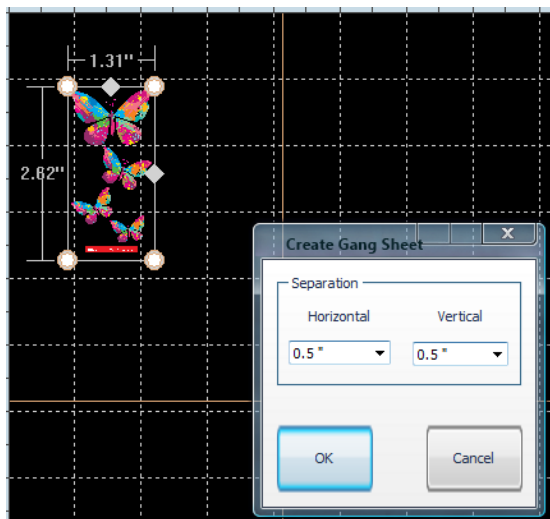 1.31"
2.62"
Create Gang Sheet
X
Separation
Horizontal Vertical
0.5 " 0.5 "
OK Cancel